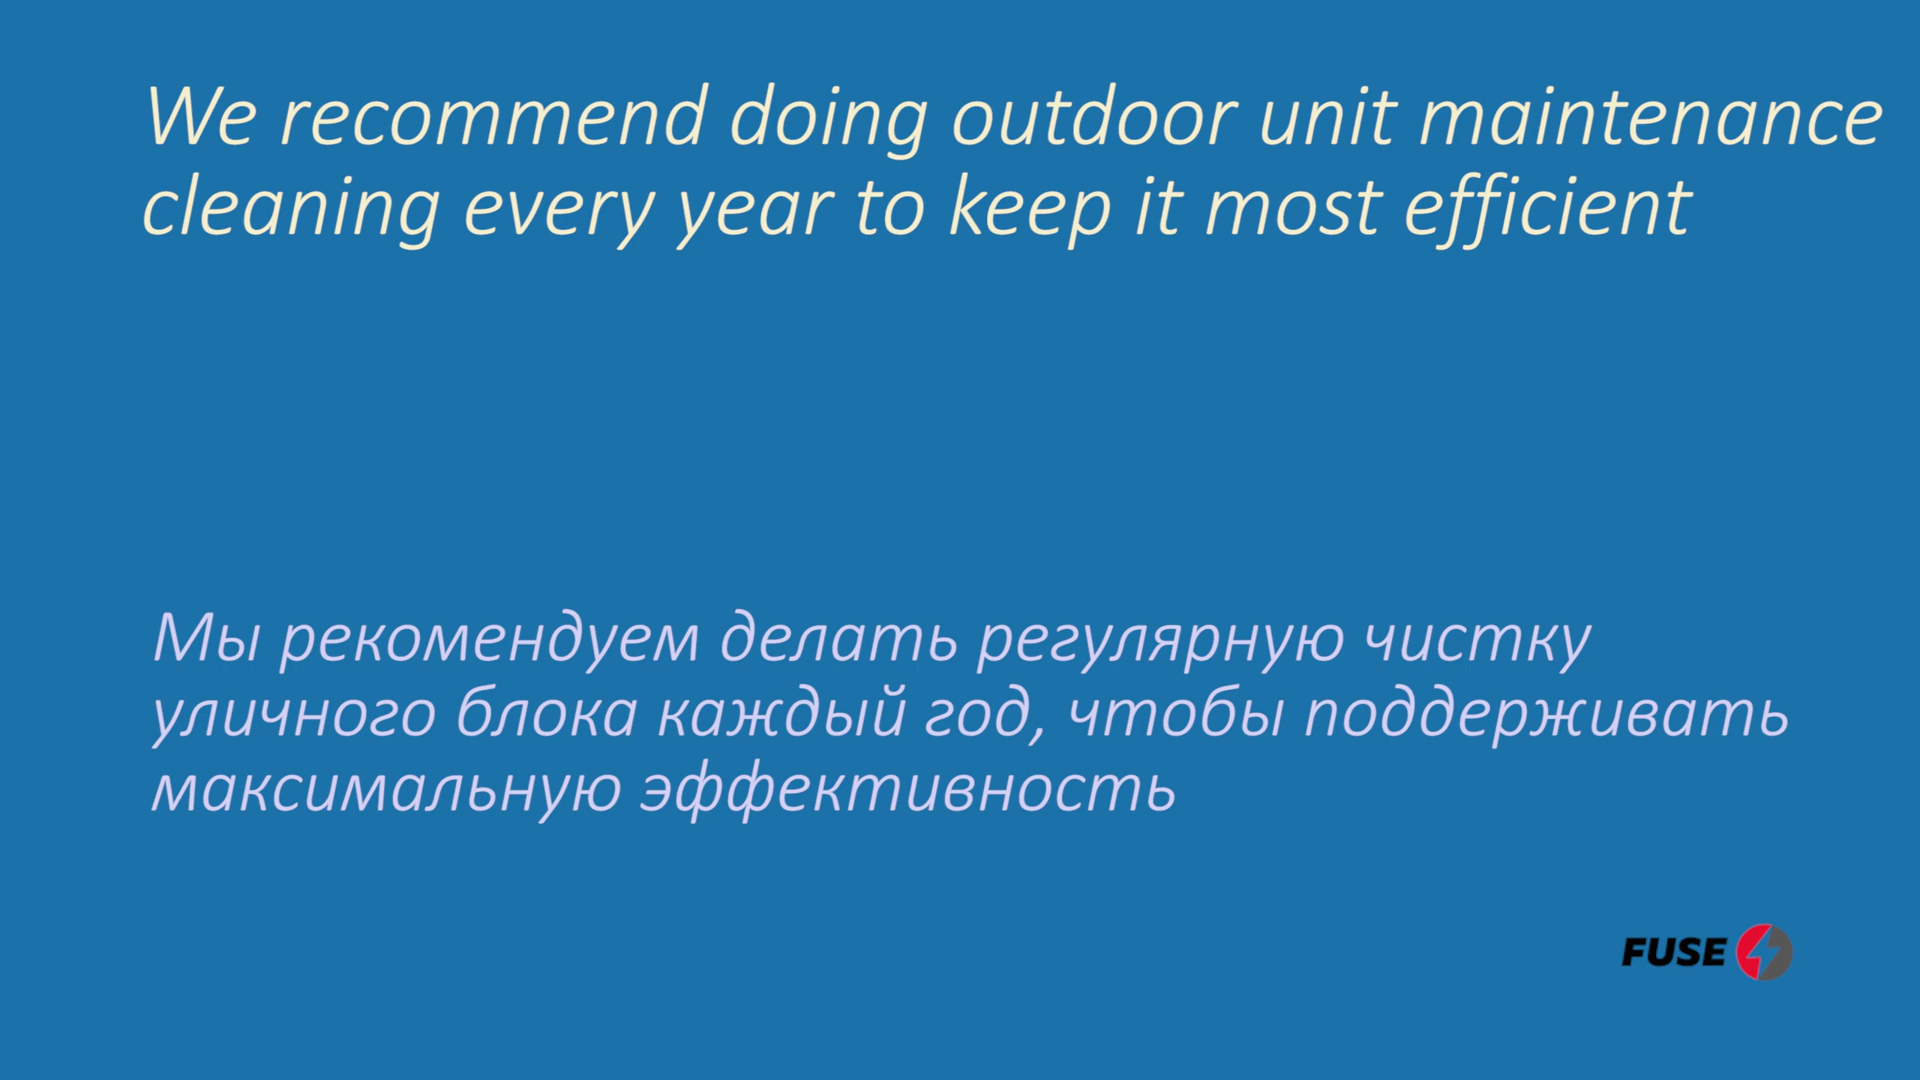 We recommend doing outdoor unit maintenance
cleaning every year to keep it most efficient
Мы рекомендуем делать регулярную чистку
уличного блока каждый год, чтобы поддерживать
максимальную эффективность
FUSE